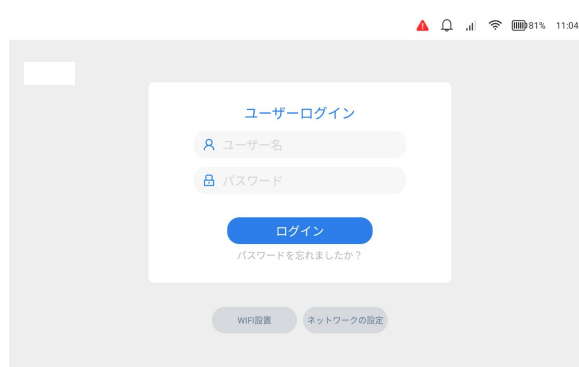 81% 11:04
ユーザーログイン
ユーザー名
パスワード
ログイン
パスワードを忘れましたか？
WIFI設置 ネットワークの設定